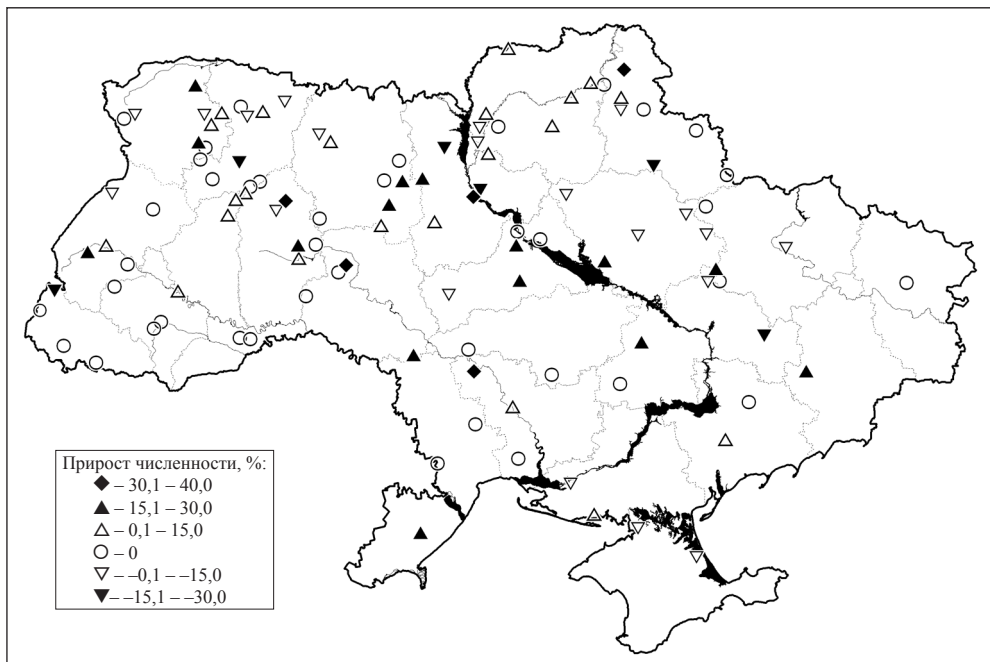 Прирост численности, %:
– 30,1 – 40,0
– 15,1 – 30,0
– 0,1 – 15,0
– 0
– –0,1 – –15,0
– –15,1 – –30,0